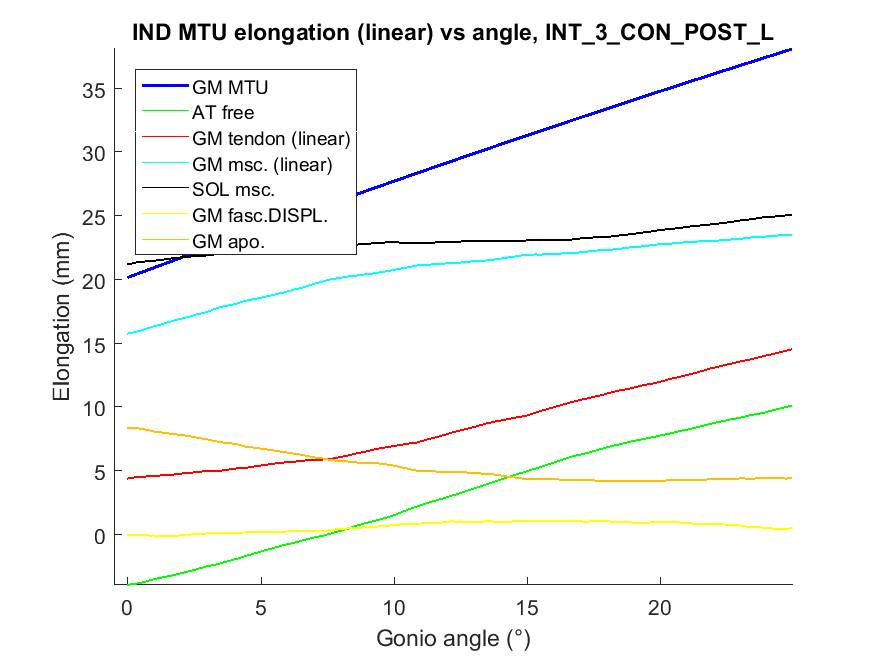 IND MTU elongation (linear) vs angle, INT_3_CON_POST_L
GM MTU
AT free
GM tendon (linear)
GM msc. (linear)
SOL msc.
GM fasc.DISPL.
GM apo.
Elongation (mm)
35
30
25
20
15
10
5
0
0
5
10
15
20
Gonio angle (°)